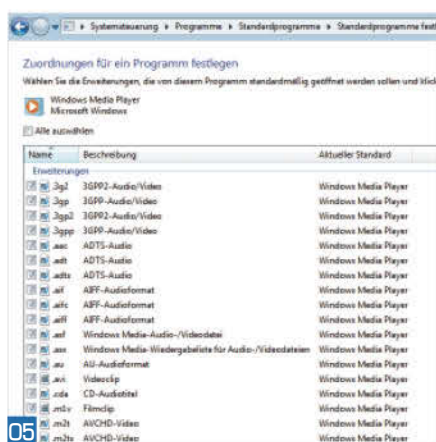 Systemsteuerung Programme Standardprogramme Standardprogramme fest
Zuordnungen für ein Programm festlegen
Wählen Sie die Erweiterungen, die von diesem Programm standardmäßig geöffnet werden sollen und klick
Windows Media Player
Microsoft Windows
Alle auswählen
Name Beschreibung Aktueller Standard
Erweiterungen
.3g2 3GPP2-Audio/Video Windows Media Player
.3gp 3GPP-Audio/Video Windows Media Player
.3gp2 3GPP2-Audio/Video Windows Media Player
.3gpp 3GPP-Audio/Video Windows Media Player
.aac ADTS-Audio Windows Media Player
.adt ADTS-Audio Windows Media Player
.adts ADTS-Audio Windows Media Player
.aif AIFF-Audioformat Windows Media Player
.aifc AIFF-Audioformat Windows Media Player
.aiff AIFF-Audioformat Windows Media Player
.asf Windows Media-Audio-/Videodatei Windows Media Player
.asx Windows Media-Wiedergabeliste für Audio-/Videodateien Windows Media Player
.au AU-Audioformat Windows Media Player
.avi Videoclip Windows Media Player
.cda CD-Audiotitel Windows Media Player
.m1v Filmclip Windows Media Player
.m2t AVCHD-Video Windows Media Player
.m2ts AVCHD-Video Windows Media Player
05